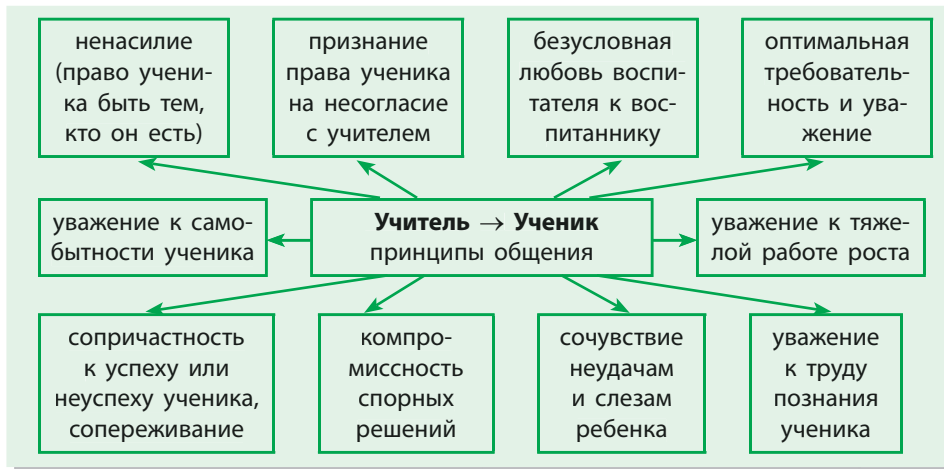 ненасилие
(право учени-
ка быть тем,
кто он есть)
признание
права ученика
на несогласие
с учителем
безусловная
любовь воспи-
тателя к вос-
питаннику
оптимальная
требователь-
ность и ува-
жение
уважение к само-
бытности ученика
Учитель → Ученик
принципы общения
уважение к тяже-
лой работе роста
сопричастность
к успеху или
неуспеху ученика,
сопереживание
компро-
миссность
спорных
решений
сочувствие
неудачам
и слезам
ребенка
уважение
к труду
познания
ученика